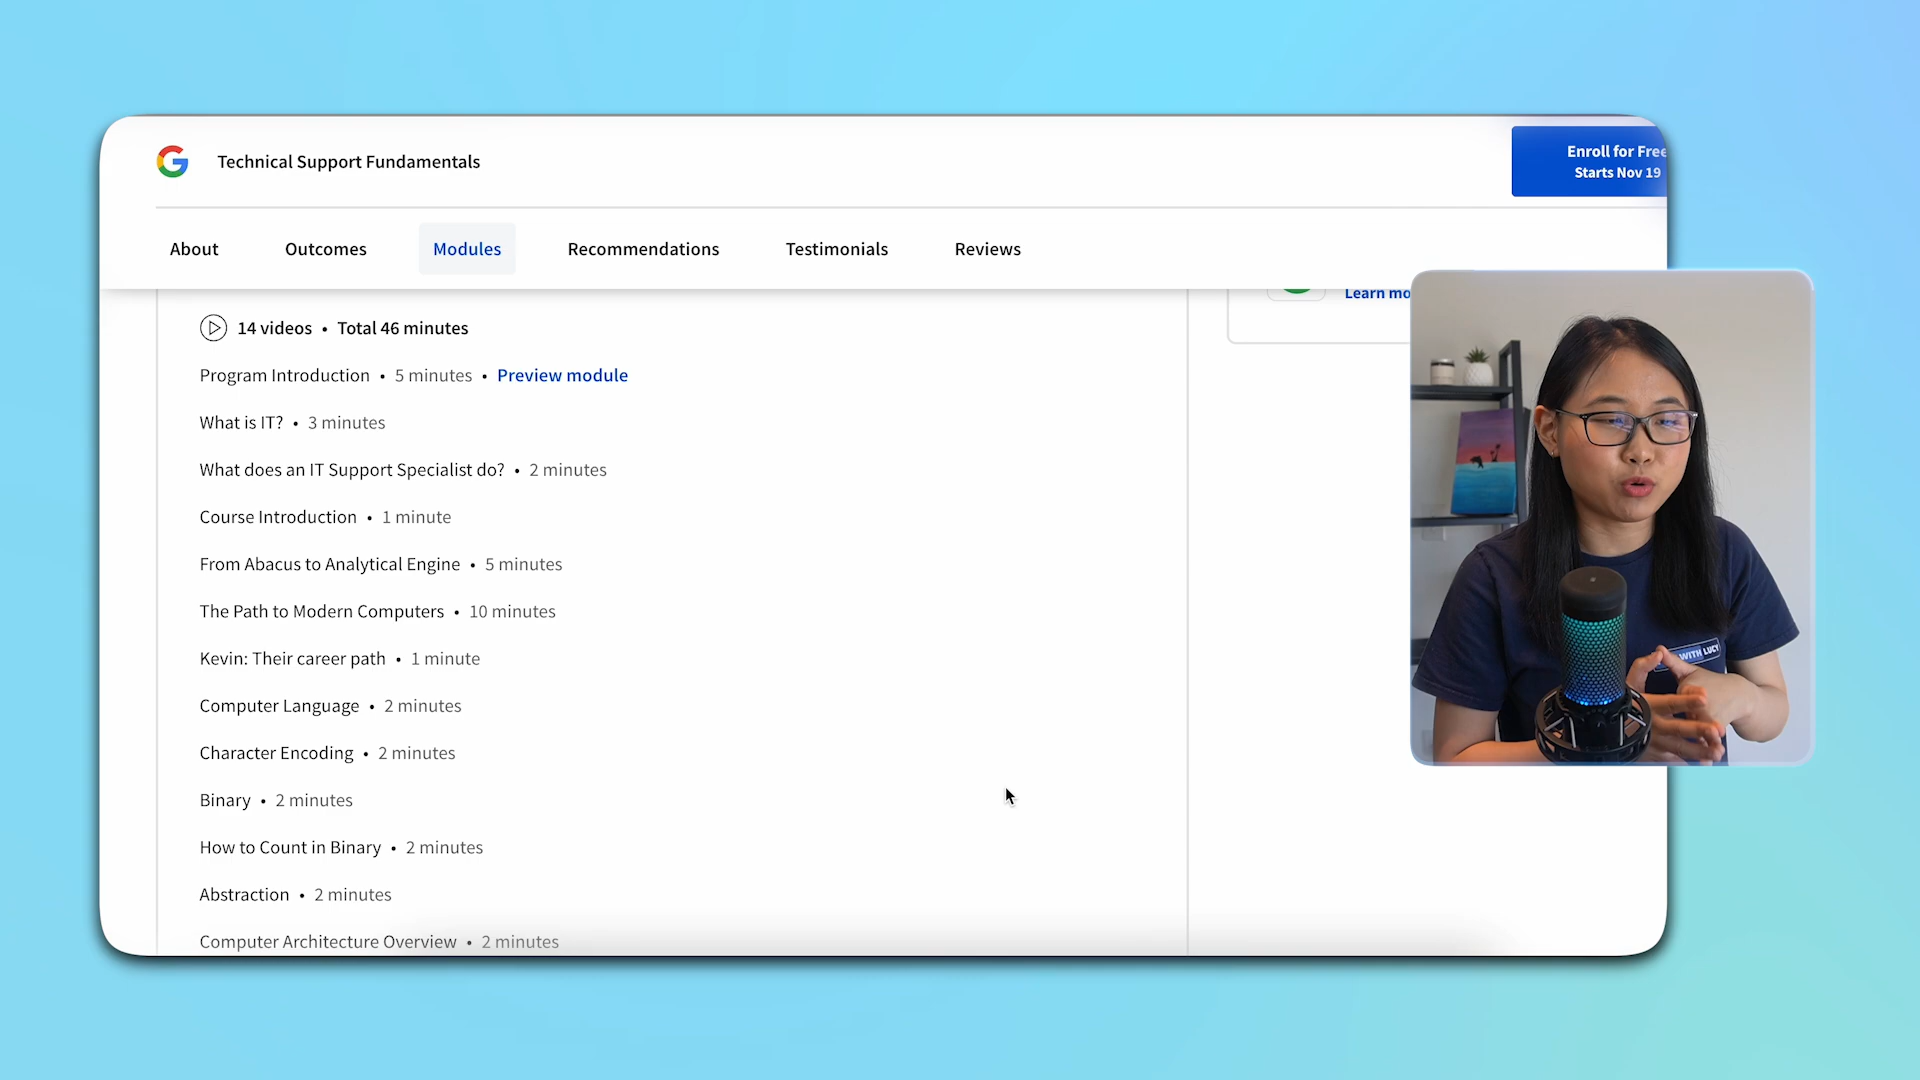 Technical Support Fundamentals
Enroll for Free
Starts Nov 19
About
Outcomes
Modules
Recommendations
Testimonials
Reviews
Learn mo
14 videos • Total 46 minutes
Program Introduction • 5 minutes • Preview module
What is IT? • 3 minutes
What does an IT Support Specialist do? • 2 minutes
Course Introduction • 1 minute
From Abacus to Analytical Engine • 5 minutes
The Path to Modern Computers • 10 minutes
Kevin: Their career path • 1 minute
WITH LUCY
Computer Language • 2 minutes
Character Encoding • 2 minutes
Binary • 2 minutes
How to Count in Binary • 2 minutes
Abstraction • 2 minutes
Computer Architecture Overview • 2 minutes